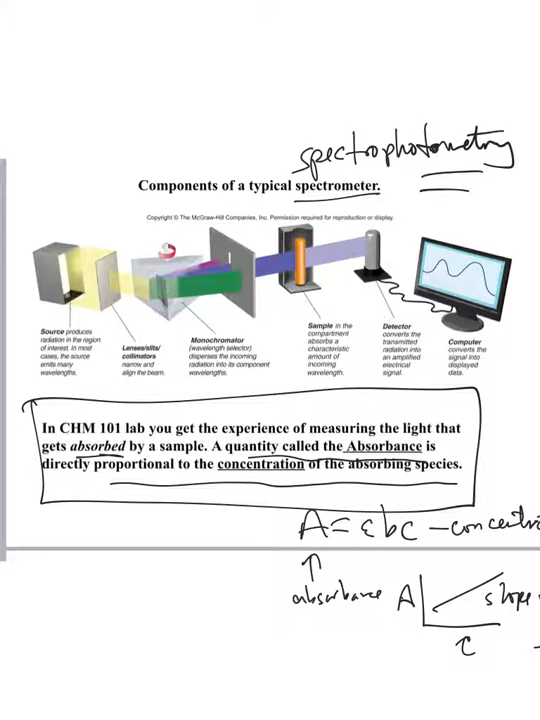 spectrophotometry
Components of a typical spectrometer.
Copyright © The McGraw-Hill Companies, Inc. Permission required for reproduction or display.
Source produces
radiation in the region
of interest. In most
cases, the source
emits many
wavelengths.
Lenses/slits/
collimators
narrow and
align the beam.
Monochromator
(wavelength selector)
disperses the incoming
radiation into its component
wavelengths.
Sample in the
compartment
absorbs a
characteristic
amount of
incoming
wavelength.
Detector
converts the
transmitted
radiation into
an amplified
electrical
signal.
Computer
converts the
signal into
displayed
data.
In CHM 101 lab you get the experience of measuring the light that
gets absorbed by a sample. A quantity called the Absorbance is
directly proportional to the concentration of the absorbing species.
A = εbc – concentr
absorbance A slope